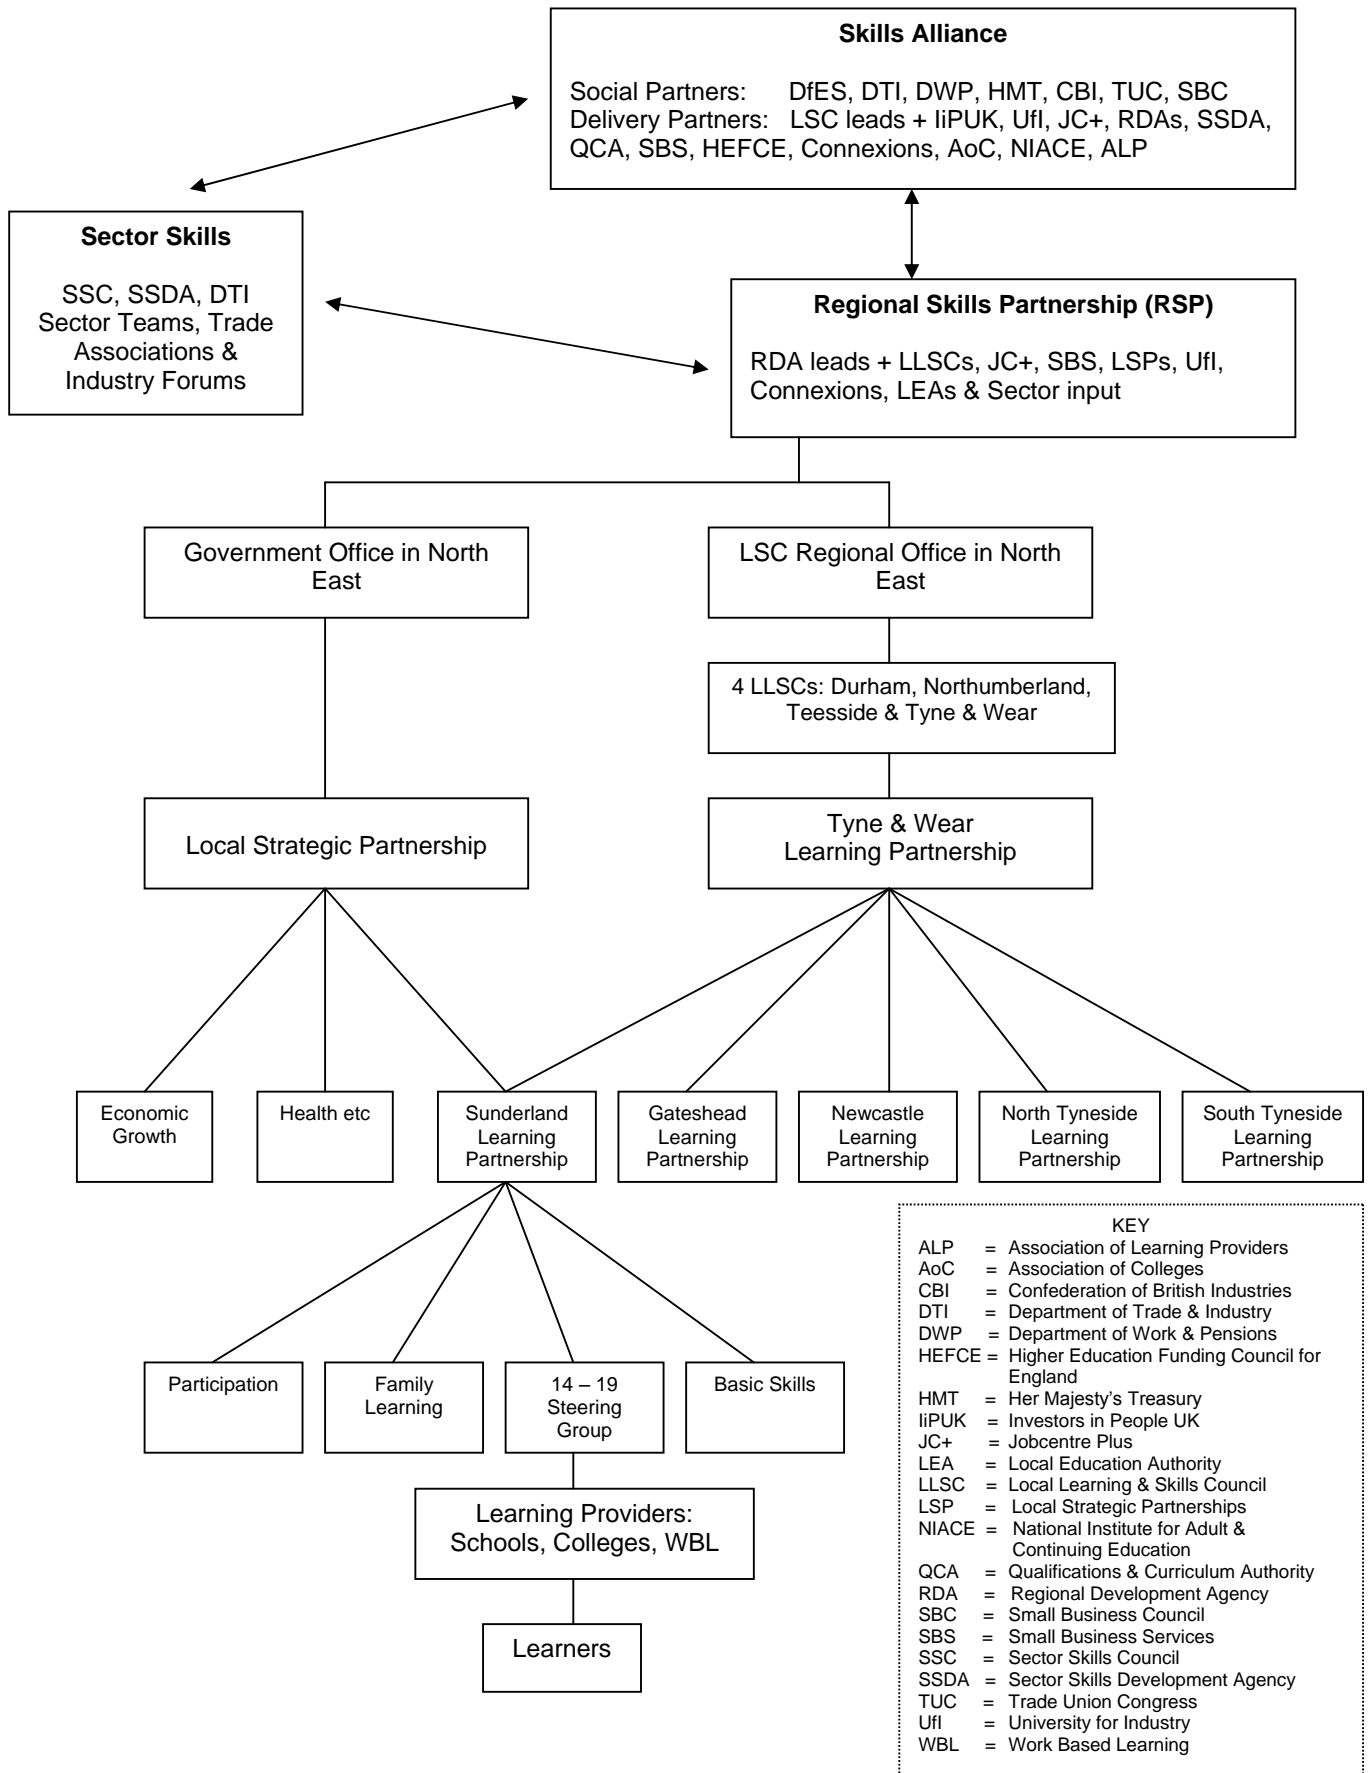 Skills Alliance
Social Partners: DfES, DTI, DWP, HMT, CBI, TUC, SBC
Delivery Partners: LSC leads + IiPUK, UfI, JC+, RDAs, SSDA,
QCA, SBS, HEFCE, Connexions, AoC, NIACE, ALP
Sector Skills
SSC, SSDA, DTI
Sector Teams, Trade
Associations &
Industry Forums
Regional Skills Partnership (RSP)
RDA leads + LLSCs, JC+, SBS, LSPs, UfI,
Connexions, LEAs & Sector input
Government Office in North
East
LSC Regional Office in North
East
4 LLSCs: Durham, Northumberland,
Teesside & Tyne & Wear
Local Strategic Partnership
Tyne & Wear
Learning Partnership
Economic
Growth
Health etc
Sunderland
Learning
Partnership
Gateshead
Learning
Partnership
Newcastle
Learning
Partnership
North Tyneside
Learning
Partnership
South Tyneside
Learning
Partnership
Participation
Family
Learning
14 – 19
Steering
Group
Basic Skills
Learning Providers:
Schools, Colleges, WBL
Learners
KEY
ALP = Association of Learning Providers
AoC = Association of Colleges
CBI = Confederation of British Industries
DTI = Department of Trade & Industry
DWP = Department of Work & Pensions
HEFCE = Higher Education Funding Council for
England
HMT = Her Majesty's Treasury
IiPUK = Investors in People UK
JC+ = Jobcentre Plus
LEA = Local Education Authority
LLSC = Local Learning & Skills Council
LSP = Local Strategic Partnerships
NIACE = National Institute for Adult &
Continuing Education
QCA = Qualifications & Curriculum Authority
RDA = Regional Development Agency
SBC = Small Business Council
SBS = Small Business Services
SSC = Sector Skills Council
SSDA = Sector Skills Development Agency
TUC = Trade Union Congress
UfI = University for Industry
WBL = Work Based Learning